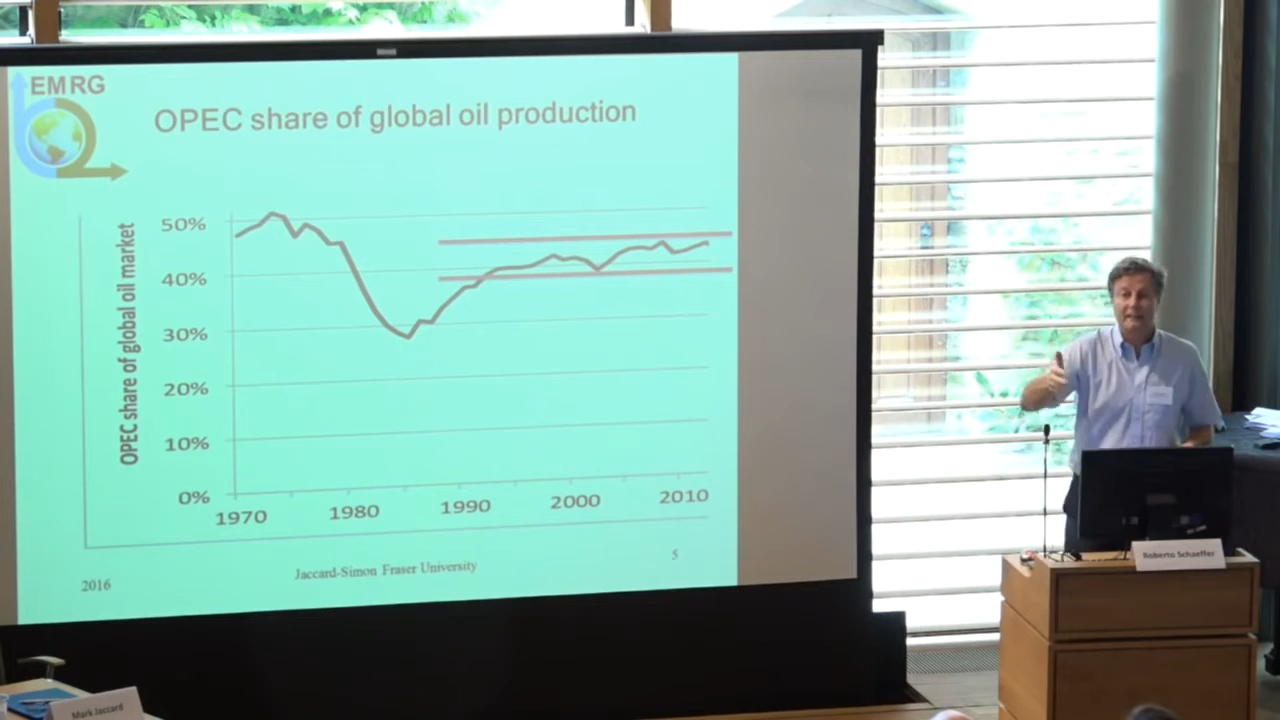 EMRG
OPEC share of global oil production
OPEC share of global oil market
50%
40%
30%
20%
10%
0%
1970
1980
1990
2000
2010
2016
Jaccard-Simon Fraser University
5
Roberto Schaeffer
Mark Jaccard